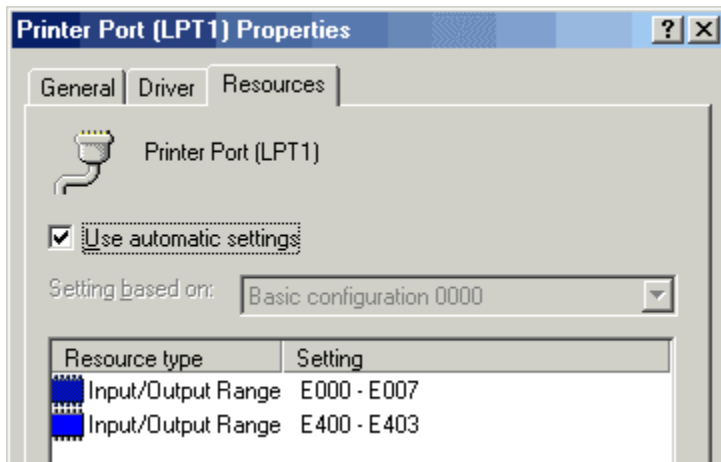 Printer Port (LPT1) Properties
General Driver Resources
Printer Port (LPT1)
Use automatic settings
Setting based on: Basic configuration 0000
Resource type Setting
Input/Output Range E000 - E007
Input/Output Range E400 - E403